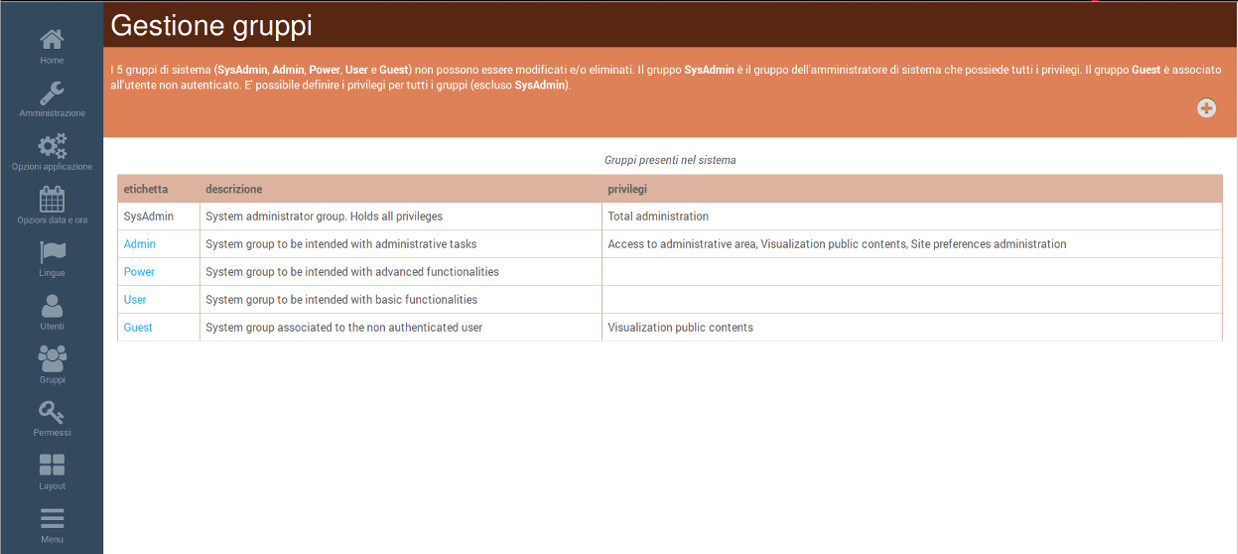 Gestione gruppi
I 5 gruppi di sistema (SysAdmin, Admin, Power, User e Guest) non possono essere modificati e/o eliminati. Il gruppo SysAdmin è il gruppo dell'amministratore di sistema che possiede tutti i privilegi. Il gruppo Guest è associato
all'utente non autenticato. E' possibile definire i privilegi per tutti i gruppi (escluso SysAdmin).
Home
Amministrazione
Opzioni applicazione
Opzioni data e ora
Lingue
Utenti
Gruppi
Permessi
Layout
Menu
Gruppi presenti nel sistema
etichetta descrizione privilegi
SysAdmin System administrator group. Holds all privileges Total administration
Admin System group to be intended with administrative tasks Access to administrative area, Visualization public contents, Site preferences administration
Power System group to be intended with advanced functionalities
User System gorup to be intended with basic functionalities
Guest System group associated to the non authenticated user Visualization public contents